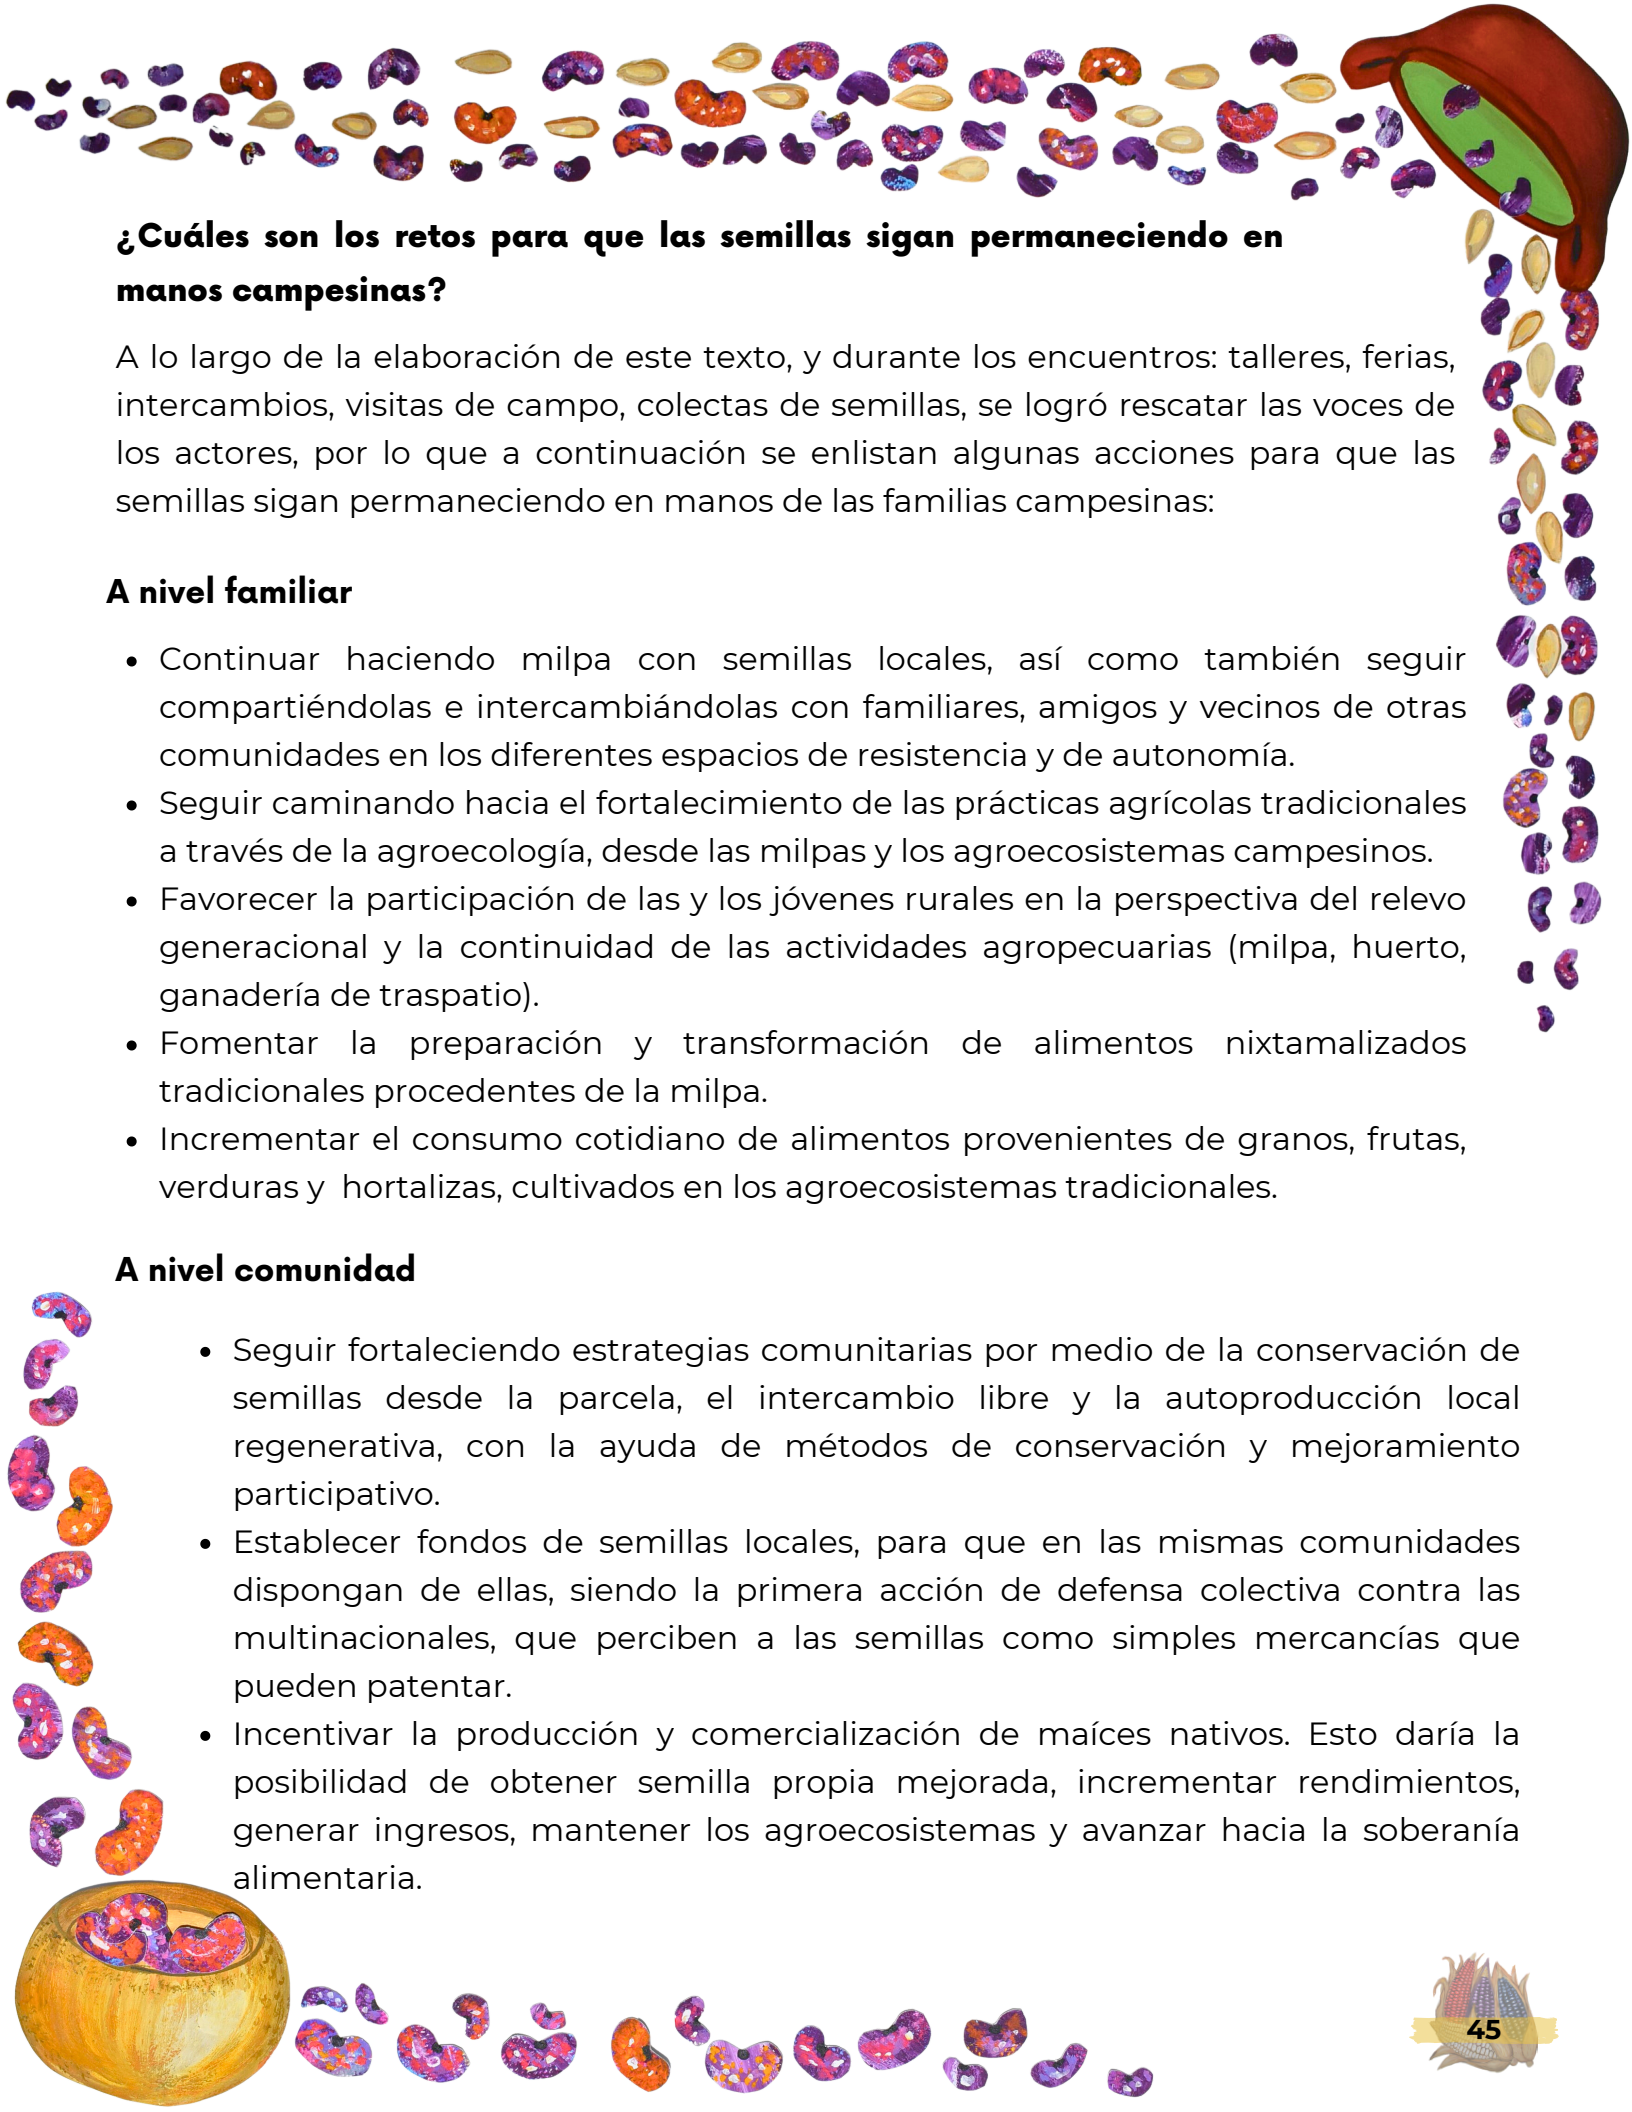 ¿Cuáles son los retos para que las semillas sigan permaneciendo en
manos campesinas?
A lo largo de la elaboración de este texto, y durante los encuentros: talleres, ferias,
intercambios, visitas de campo, colectas de semillas, se logró rescatar las voces de
los actores, por lo que a continuación se enlistan algunas acciones para que las
semillas sigan permaneciendo en manos de las familias campesinas:
A nivel familiar
• Continuar haciendo milpa con semillas locales, así como también seguir
compartiéndolas e intercambiándolas con familiares, amigos y vecinos de otras
comunidades en los diferentes espacios de resistencia y de autonomía.
• Seguir caminando hacia el fortalecimiento de las prácticas agrícolas tradicionales
a través de la agroecología, desde las milpas y los agroecosistemas campesinos.
• Favorecer la participación de las y los jóvenes rurales en la perspectiva del relevo
generacional y la continuidad de las actividades agropecuarias (milpa, huerto,
ganadería de traspatio).
• Fomentar la preparación y transformación de alimentos nixtamalizados
tradicionales procedentes de la milpa.
• Incrementar el consumo cotidiano de alimentos provenientes de granos, frutas,
verduras y hortalizas, cultivados en los agroecosistemas tradicionales.
A nivel comunidad
• Seguir fortaleciendo estrategias comunitarias por medio de la conservación de
semillas desde la parcela, el intercambio libre y la autoproducción local
regenerativa, con la ayuda de métodos de conservación y mejoramiento
participativo.
• Establecer fondos de semillas locales, para que en las mismas comunidades
dispongan de ellas, siendo la primera acción de defensa colectiva contra las
multinacionales, que perciben a las semillas como simples mercancías que
pueden patentar.
• Incentivar la producción y comercialización de maíces nativos. Esto daría la
posibilidad de obtener semilla propia mejorada, incrementar rendimientos,
generar ingresos, mantener los agroecosistemas y avanzar hacia la soberanía
alimentaria.
45